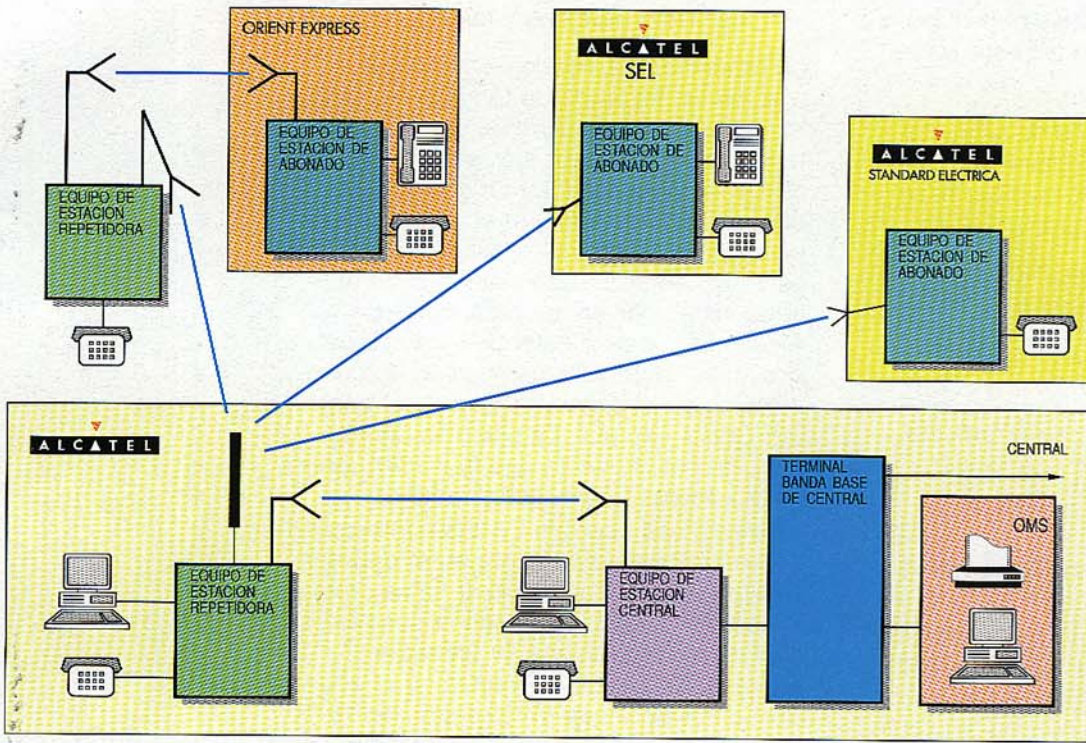 ORIENT EXPRESS
ALCATEL
SEL
EQUIPO DE
ESTACION DE
ABONADO
EQUIPO DE
ESTACION DE
ABONADO
ALCATEL
STANDARD ELECTRICA
EQUIPO DE
ESTACION
REPETIDORA
EQUIPO DE
ESTACION DE
ABONADO
ALCATEL
CENTRAL
TERMINAL
BANDA BASE
DE CENTRAL
OMS
EQUIPO DE
ESTACION
REPETIDORA
EQUIPO DE
ESTACION
CENTRAL